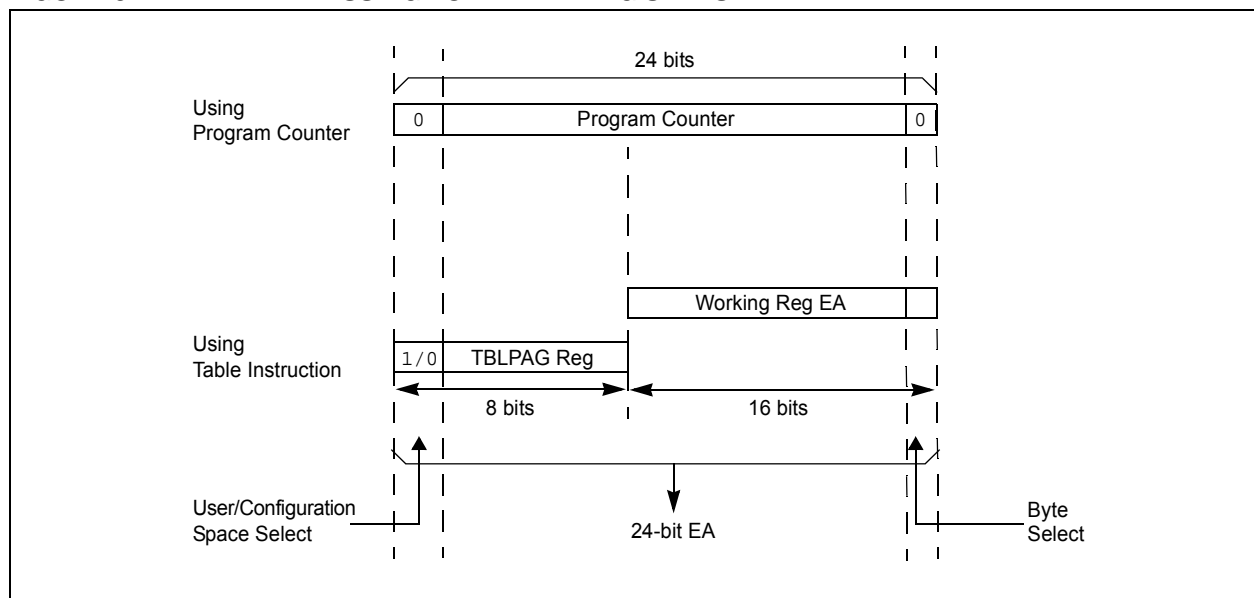 24 bits
Using
Program Counter
0
Program Counter
0
Working Reg EA
Using
Table Instruction
1/0
TBLPAG Reg
8 bits
16 bits
User/Configuration
Space Select
24-bit EA
Byte
Select